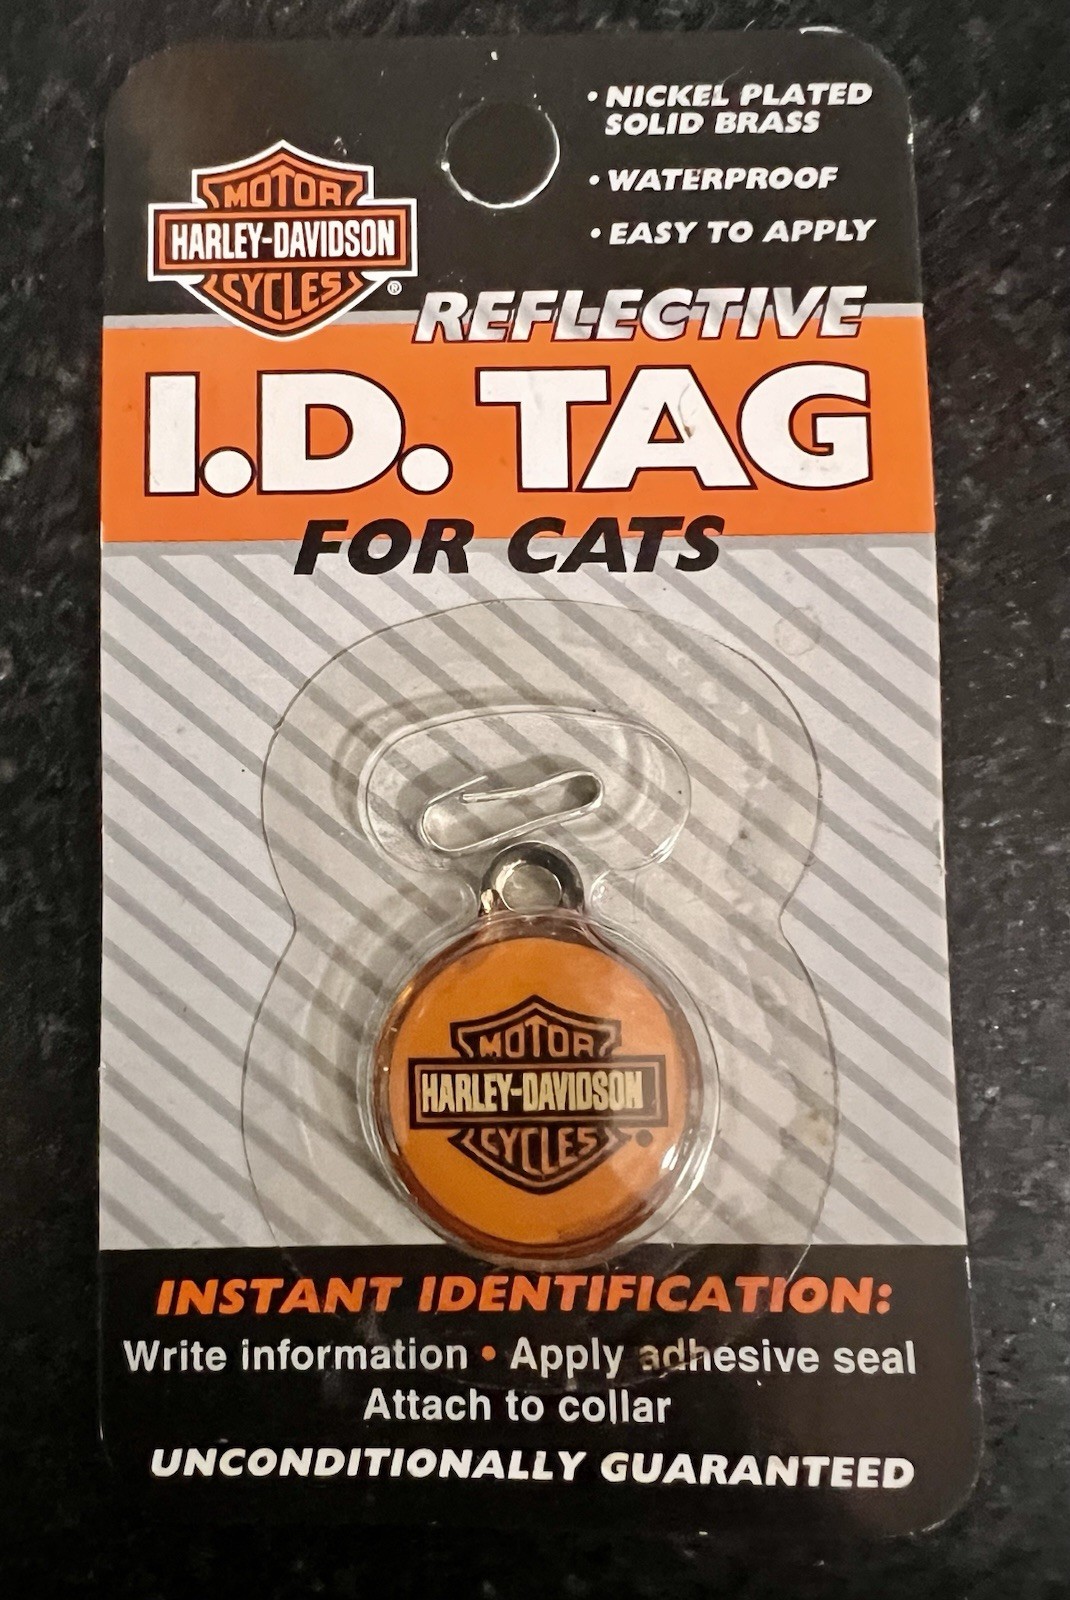 • NICKEL PLATED
SOLID BRASS
• WATERPROOF
• EASY TO APPLY
MOTOR
HARLEY-DAVIDSON
CYCLES
®
REFLECTIVE
I.D. TAG
FOR CATS
MOTOR
HARLEY-DAVIDSON
CYCLES
INSTANT IDENTIFICATION:
Write information • Apply adhesive seal
Attach to collar
UNCONDITIONALLY GUARANTEED